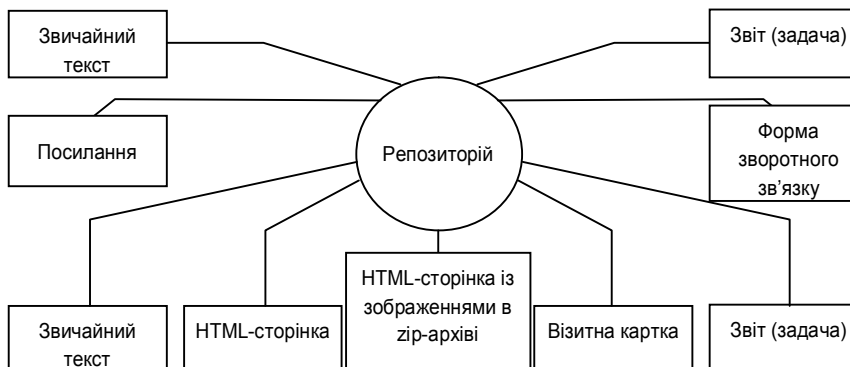 Звичайний
текст
Звіт (задача)
Посилання
Репозиторій
Форма
зворотного
зв’язку
Звичайний
текст
HTML-сторінка
HTML-сторінка із
зображеннями в
zip-архіві
Візитна картка
Звіт (задача)